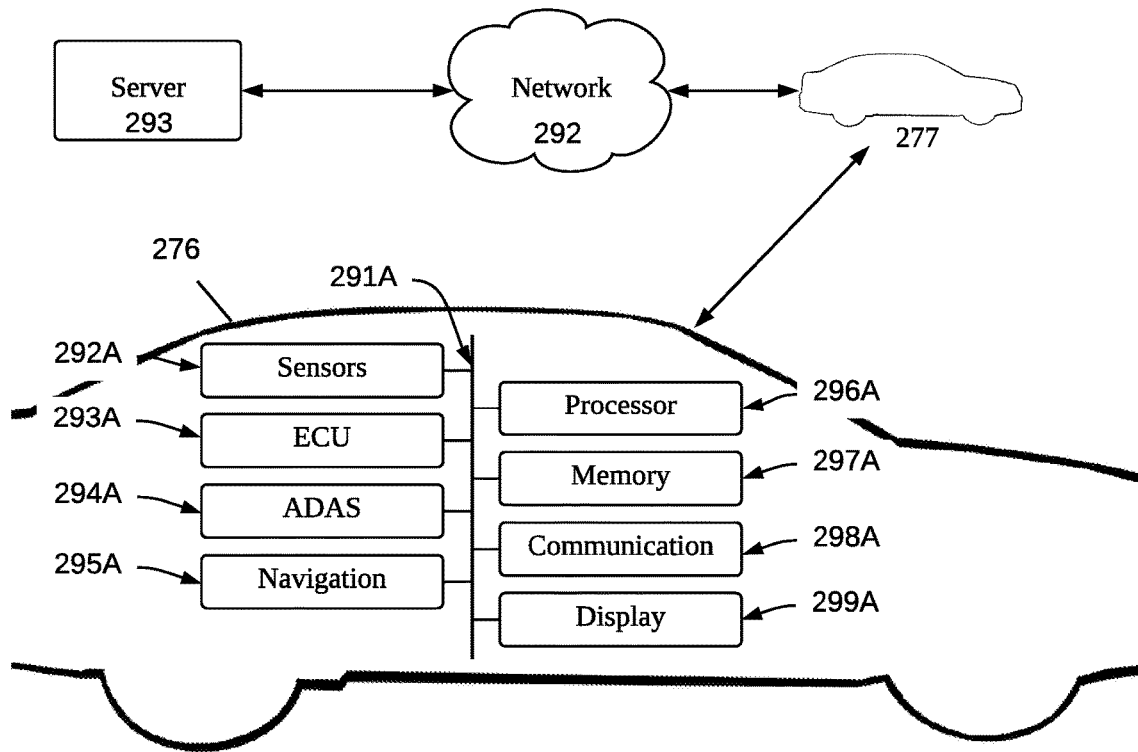 Server
293
Network
292
277
276
291A
292A
Sensors
293A
ECU
294A
ADAS
295A
Navigation
Processor
296A
Memory
297A
Communication
298A
Display
299A